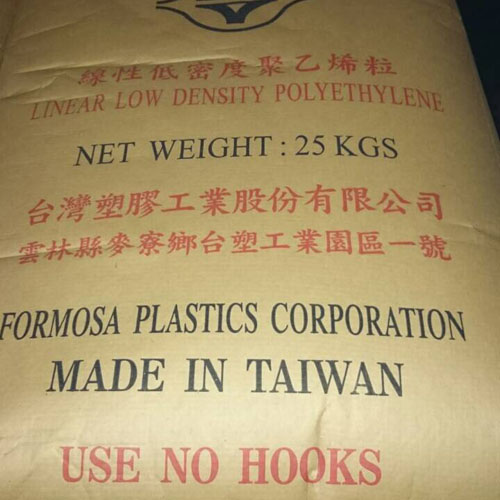 線性低密度聚乙烯粒
LINEAR LOW DENSITY POLYETHYLENE
NET WEIGHT : 25 KGS
台灣塑膠工業股份有限公司
雲林縣麥寮鄉台塑工業園區一號
FORMOSA PLASTICS CORPORATION
MADE IN TAIWAN
USE NO HOOKS